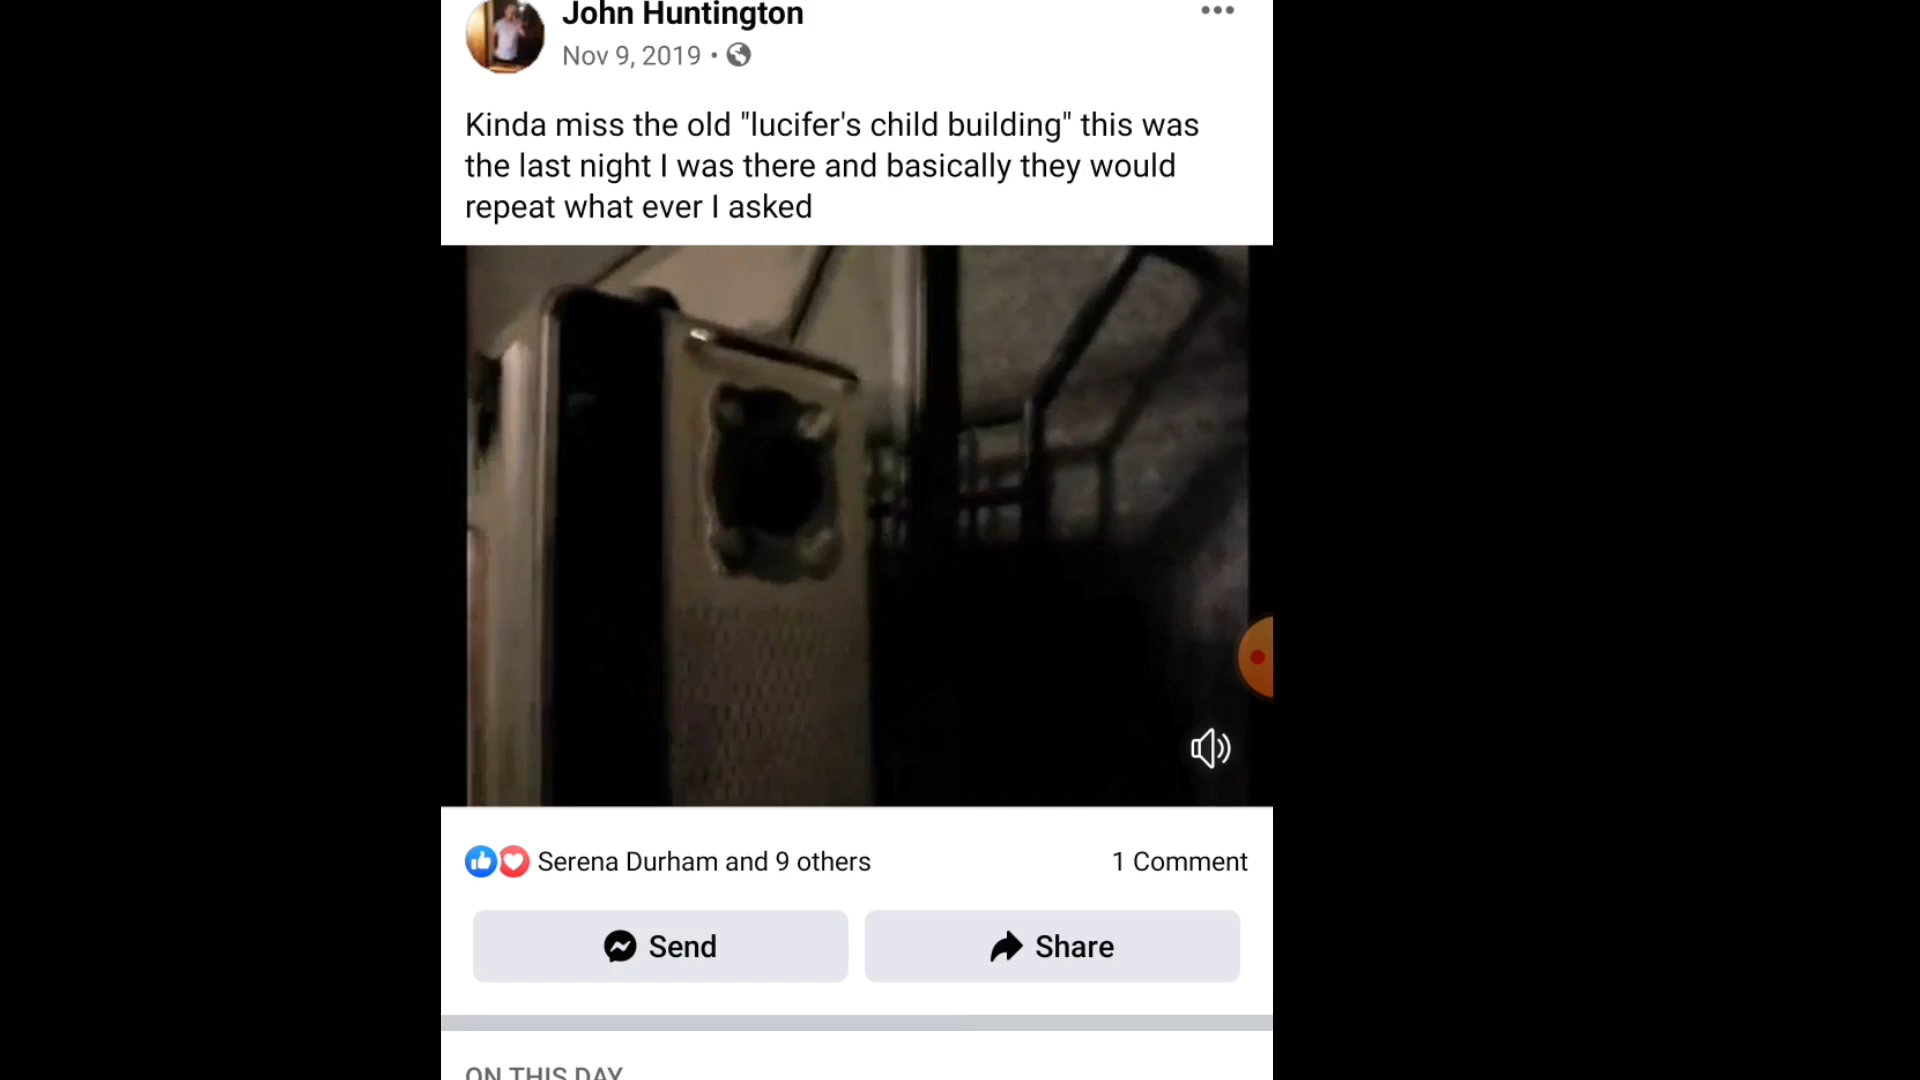 John Huntington
Nov 9, 2019 •
Kinda miss the old "lucifer's child building" this was
the last night I was there and basically they would
repeat what ever I asked
Serena Durham and 9 others
1 Comment
Send
Share
ON THIS DAY